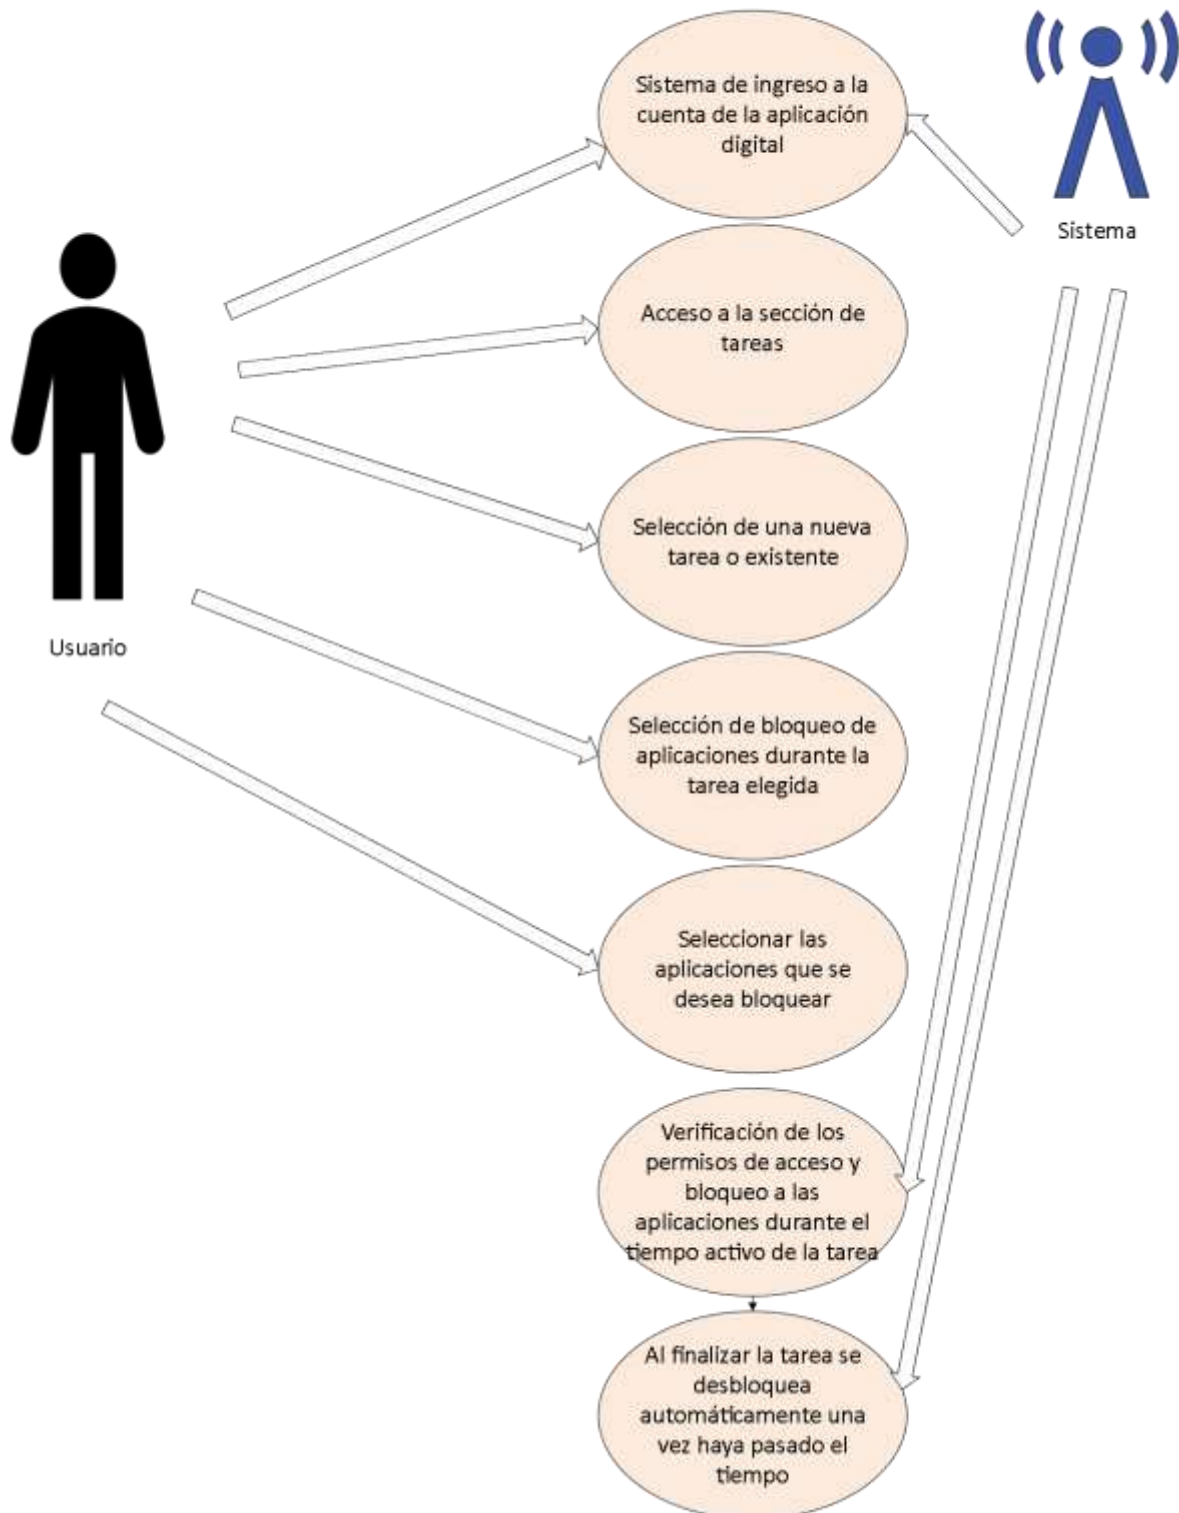 Sistema de ingreso a la
cuenta de la aplicación
digital
Sistema
Acceso a la sección de
tareas
Selección de una nueva
tarea o existente
Usuario
Selección de bloqueo de
aplicaciones durante la
tarea elegida
Seleccionar las
aplicaciones que se
desea bloquear
Verificación de los
permisos de acceso y
bloqueo a las
aplicaciones durante el
tiempo activo de la tarea
Al finalizar la tarea se
desbloquea
automáticamente una
vez haya pasado el
tiempo